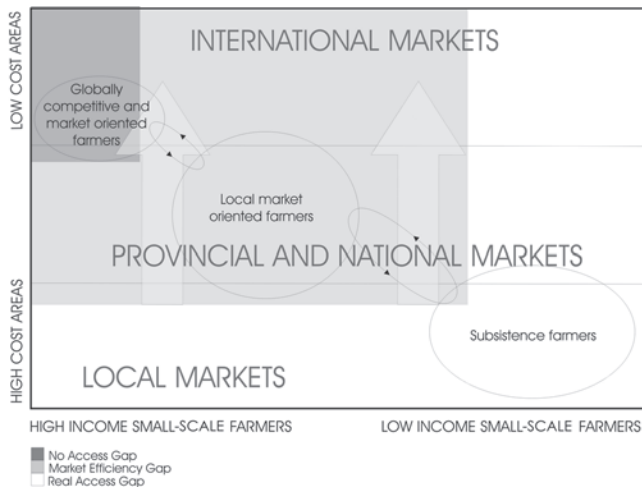 LOW COST AREAS
HIGH COST AREAS
INTERNATIONAL MARKETS
Globally
competitive and
market oriented
farmers
Local market
oriented farmers
PROVINCIAL AND NATIONAL MARKETS
Subsistence farmers
LOCAL MARKETS
HIGH INCOME SMALL-SCALE FARMERS
LOW INCOME SMALL-SCALE FARMERS
No Access Gap
Market Efficiency Gap
Real Access Gap